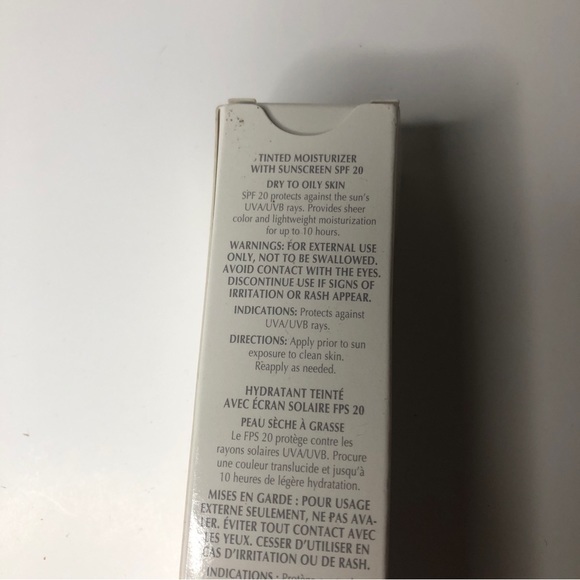 TINTED MOISTURIZER
WITH SUNSCREEN SPF 20
DRY TO OILY SKIN
SPF 20 protects against the sun's
UVA/UVB rays. Provides sheer
color and lightweight moisturization
for up to 10 hours.
WARNINGS: FOR EXTERNAL USE
ONLY, NOT TO BE SWALLOWED.
AVOID CONTACT WITH THE EYES.
DISCONTINUE USE IF SIGNS OF
IRRITATION OR RASH APPEAR.
INDICATIONS: Protects against
UVA/UVB rays.
DIRECTIONS: Apply prior to sun
exposure to clean skin.
Reapply as needed.
HYDRATANT TEINTÉ
AVEC ÉCRAN SOLAIRE FPS 20
PEAU SÈCHE À GRASSE
Le FPS 20 protège contre les
rayons solaires UVA/UVB. Procure
une couleur translucide et jusqu'à
10 heures de légère hydratation.
MISES EN GARDE : POUR USAGE
EXTERNE SEULEMENT, NE PAS AVA-
LER. ÉVITER TOUT CONTACT AVEC
LES YEUX. CESSER D'UTILISER EN
CAS D'IRRITATION OU DE RASH.
INDICATIONS : Protège